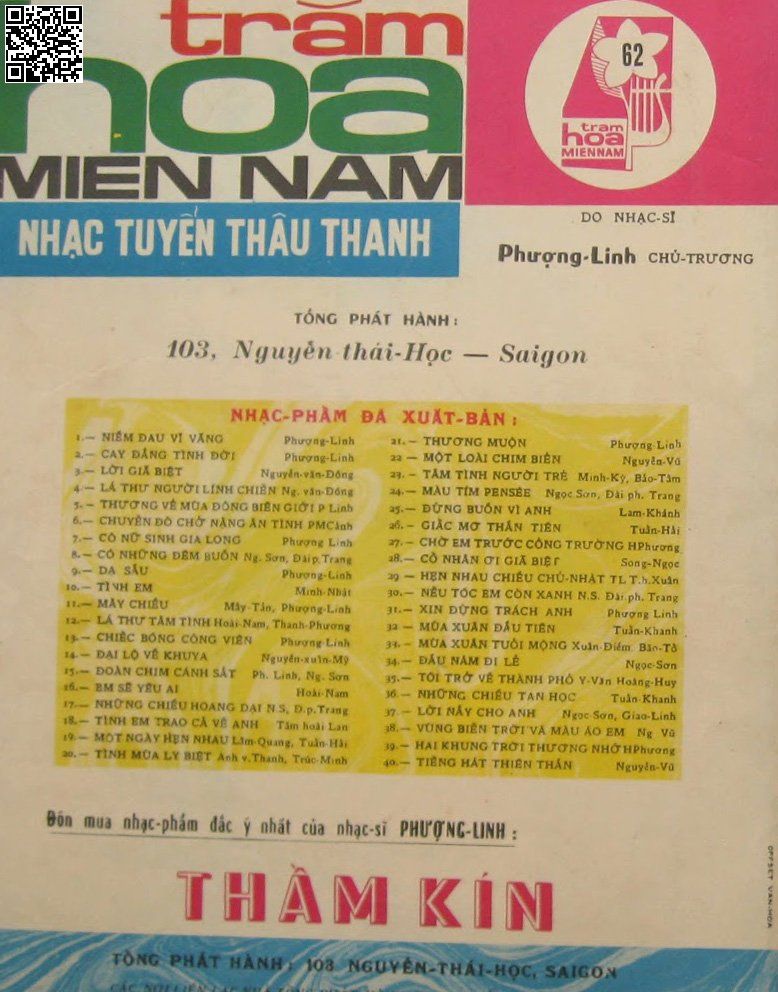 trăm
hoa
MIEN NAM
NHẠC TUYỂN THÂU THANH
62
tram
hoa
MIENNAM
DO NHẠC-SĨ
Phượng-Linh CHỦ-TRƯƠNG
TỔNG PHÁT HÀNH :
103, Nguyễn-thái-Học — Saigon
NHẠC-PHẨM ĐÃ XUẤT-BẢN :
1.— NIỀM ĐAU VĨ VÃNG Phượng-Linh
2.— CAY ĐẮNG TÌNH ĐỜI Phượng-Linh
3.— LỜI GIÃ BIỆT Nguyễn-văn-Đông
4.— LÁ THƯ NGƯỜI LÍNH CHIẾN Ng. văn-Đông
5.— THƯƠNG VỀ MÙA ĐÔNG BIÊN GIỚI P Linh
6.— CHUYẾN ĐÒ CHỞ NẶNG ÂN TÌNH PMCảnh
7.— CÔ NỮ SINH GIA LONG Phượng Linh
8.— CÓ NHỮNG ĐÊM BUỒN Ng. Sơn, Đàip.Trang
9.— DẠ SẦU Phượng-Linh
10.— TÌNH EM Minh-Nhật
11.— MÂY CHIỀU Mây-Tần, Phượng-Linh
12.— LÁ THƯ TÂM TÌNH Hoài-Nam, Thanh-Phương
13.— CHIẾC BÓNG CÔNG VIÊN Phượng-Linh
14.— ĐẠI LỘ VỀ KHUYA Nguyễn-xuân-Mỹ
15.— ĐOÀN CHIM CÁNH SẮT Ph. Linh, Ng. Sơn
16.— EM SẼ YÊU AI Hoài-Nam
17.— NHỮNG CHIỀU HOANG DẠI N.S, Đ.p.Trang
18.— TÌNH EM TRAO CẢ VỀ ANH Tâm hoài Lan
19.— MỘT NGÀY HẸN NHAU Lâm-Quang, Tuấn-Hải
20.— TÌNH MÙA LY BIỆT Anh v.Thanh, Trúc-Minh
21.— THƯƠNG MUỘN Phượng-Linh
22 — MỘT LOÀI CHIM BIỂN Nguyễn-Vũ
23.— TÂM TÌNH NGƯỜI TRẺ Minh-Kỳ, Bảo-Tâm
24.— MÀU TÍM PENSÉE Ngọc Sơn, Đài ph. Trang
25.— ĐỪNG BUỒN VÌ ANH Lam-Khánh
26.— GIẤC MƠ THẦN TIÊN Tuấn-Hải
27.— CHỜ EM TRƯỚC CÔNG TRƯỜNG HPhương
28.— CỐ NHÂN ƠI GIÃ BIỆT Song-Ngọc
29 — HẸN NHAU CHIỀU CHỦ-NHẬT TL T.h.Xuân
30.— NẾU TÓC EM CÒN XANH N.S. Đài.ph. Trang
31.— XIN ĐỪNG TRÁCH ANH Phượng Linh
32 — MÙA XUÂN ĐẦU TIÊN Tuấn-Khanh
33.— MÙA XUÂN TUỔI MỘNG Xuân-Điềm. Bảo-Tố
34.— ĐẦU NĂM ĐI LỄ Ngọc-Sơn
35.— TÔI TRỞ VỀ THÀNH PHỐ Y-Vân Hoàng-Huy
36.— NHỮNG CHIỀU TAN HỌC Tuấn-Khanh
37.— LỜI NẦY CHO ANH Ngọc Sơn, Giao-Linh
38.— VÙNG BIỂN TRỜI VÀ MÀU ÁO EM Ng Vũ
39.— HAI KHUNG TRỜI THƯƠNG NHỚ HPhương
40.— TIẾNG HÁT THIÊN THẦN Nguyễn-Vũ
Đón mua nhạc-phẩm đắc ý nhất của nhạc-sĩ PHƯỢNG-LINH :
THẦM KÍN
OFFSET VĂN-HOA
TỔNG PHÁT HÀNH : 103 NGUYỄN-THÁI-HỌC, SAIGON